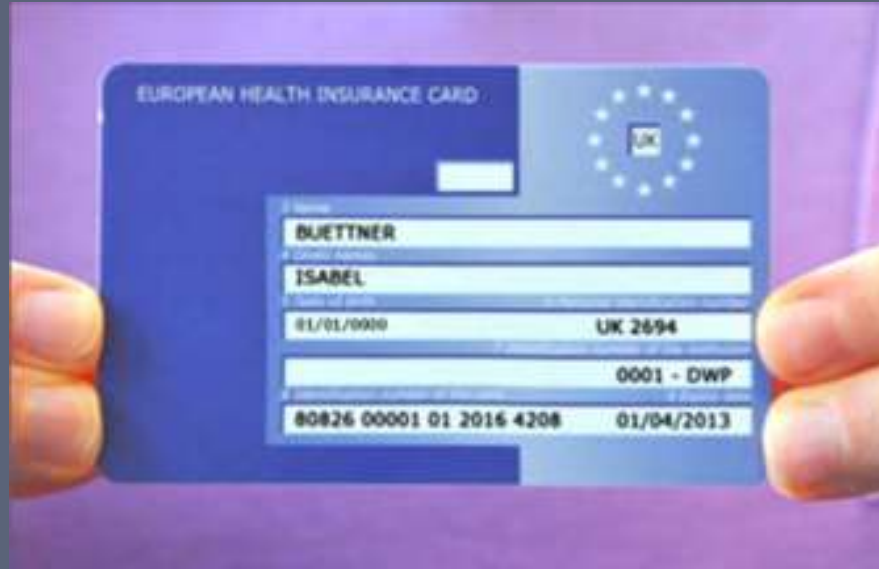 EUROPEAN HEALTH INSURANCE CARD
UK
BUETTNER
ISABEL
01/01/0000 UK 2694
0001 - DWP
80826 00001 01 2016 4208 01/04/2013